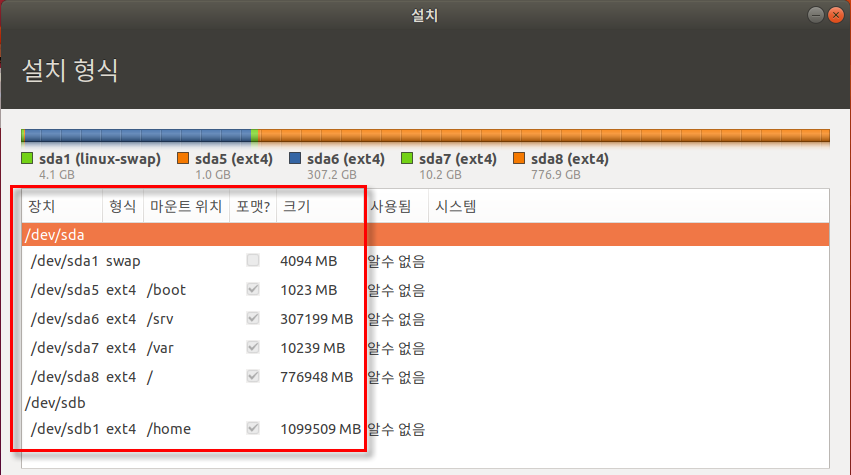 설치
설치 형식
sda1 (linux-swap) sda5 (ext4) sda6 (ext4) sda7 (ext4) sda8 (ext4)
4.1 GB 1.0 GB 307.2 GB 10.2 GB 776.9 GB
장치 형식 마운트 위치 포맷? 크기 사용됨 시스템
/dev/sda
/dev/sda1 swap 4094 MB 알수 없음
/dev/sda5 ext4 /boot 1023 MB 알수 없음
/dev/sda6 ext4 /srv 307199 MB 알수 없음
/dev/sda7 ext4 /var 10239 MB 알수 없음
/dev/sda8 ext4 / 776948 MB 알수 없음
/dev/sdb
/dev/sdb1 ext4 /home 1099509 MB 알수 없음